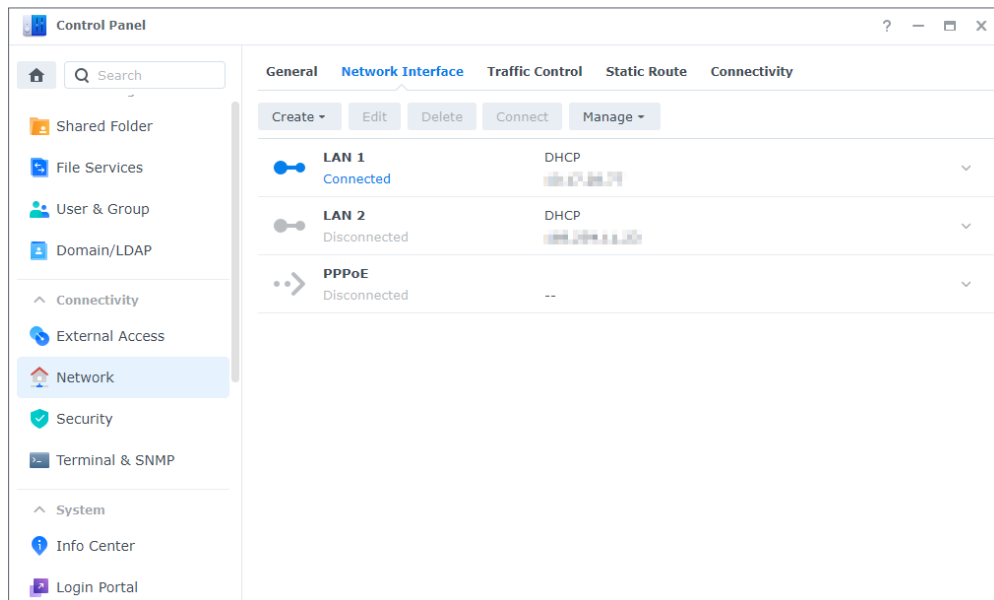 Control Panel
?
Search
Shared Folder
File Services
User & Group
Domain/LDAP
Connectivity
External Access
Network
Security
Terminal & SNMP
System
Info Center
Login Portal
General Network Interface Traffic Control Static Route Connectivity
Create Edit Delete Connect Manage
LAN 1 DHCP
Connected
LAN 2 DHCP
Disconnected
PPPoE
Disconnected --